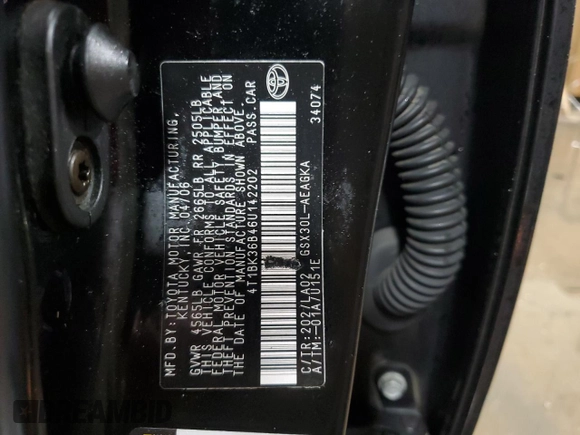 MFD.BY:TOYOTA MOTOR MANUFACTURING,
KENTUCKY, INC 04/06
GVWR 4565LB GAWR FR 2665LB RR 2505LB
THIS VEHICLE CONFORMS TO ALL APPLICABLE
FEDERAL MOTOR VEHICLE SAFETY, BUMPER AND
THEFT PREVENTION STANDARDS IN EFFECT ON
THE DATE OF MANUFACTURE SHOWN ABOVE.
4T1BK36B46U142202 PASS.CAR
C/TR:202/LA02 GSX30L-AEAGKA
A/TM:-01A/U151E 34074
DREAMBID